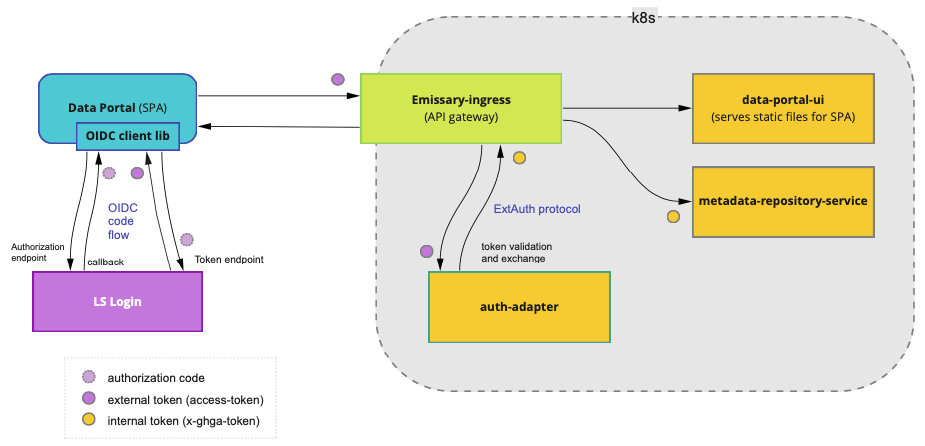 k8s
Data Portal (SPA)
OIDC client lib
Emissary-ingress
(API gateway)
data-portal-ui
(serves static files for SPA)
metadata-repository-service
OIDC
code
flow
ExtAuth protocol
Authorization
endpoint
callback
Token endpoint
token validation
and exchange
LS Login
auth-adapter
authorization code
external token (access-token)
internal token (x-ghga-token)